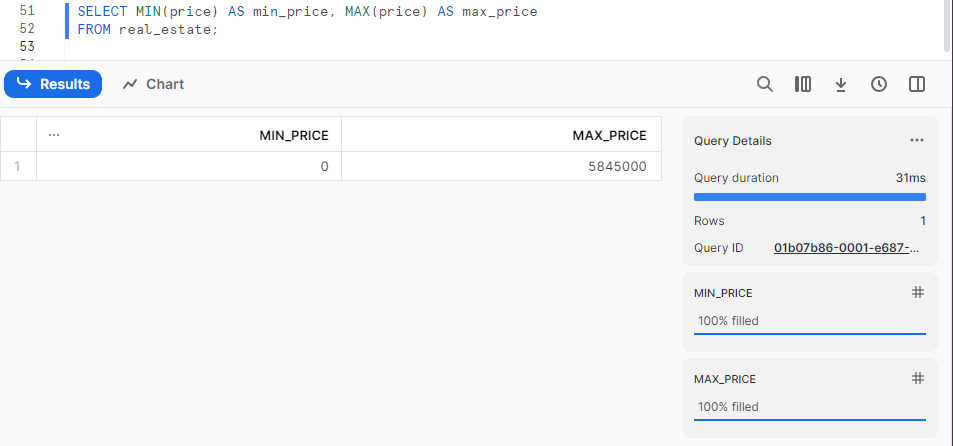 51 SELECT MIN(price) AS min_price, MAX(price) AS max_price
52 FROM real_estate;
53
Results Chart
... MIN_PRICE MAX_PRICE
1 0 5845000
Query Details ...
Query duration 31ms
Rows 1
Query ID 01b07b86-0001-e687-...
MIN_PRICE #
100% filled
MAX_PRICE #
100% filled